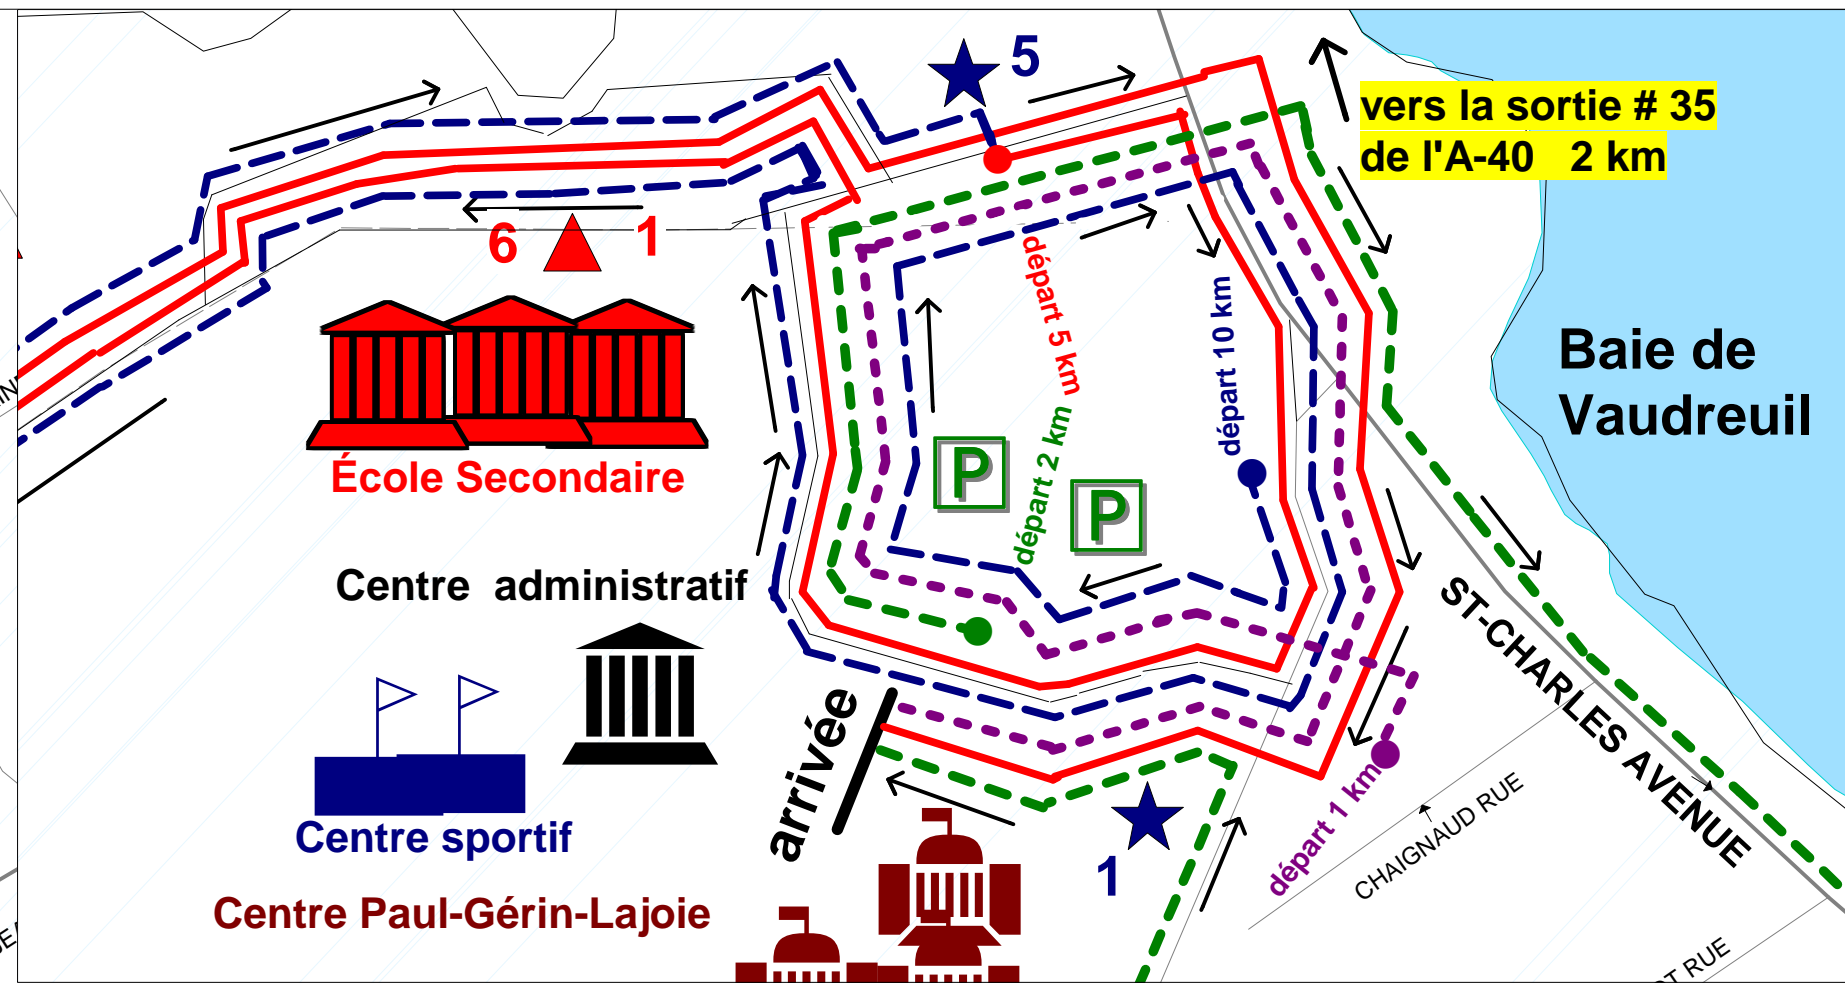 5
vers la sortie # 35
de l'A-40 2 km
6
1
départ 5 km
départ 10 km
Baie de
Vaudreuil
P
P
départ 2 km
École Secondaire
Centre administratif
ST-CHARLES AVENUE
arrivée
départ 1 km
CHAIGNAUD RUE
Centre sportif
1
Centre Paul-Gérin-Lajoie
RUE